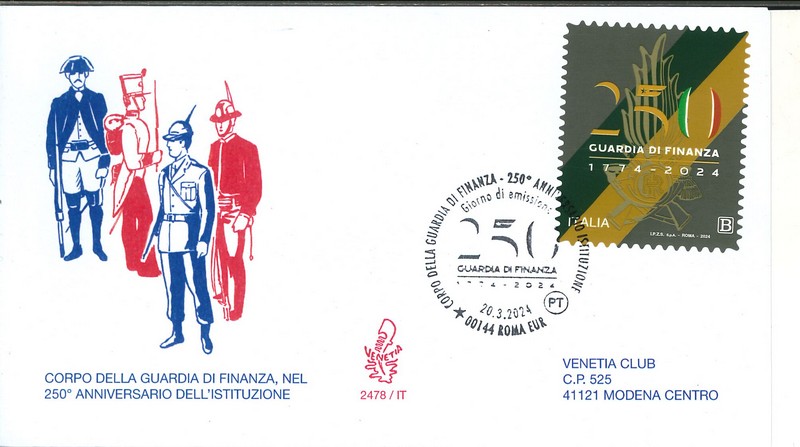 250
GUARDIA DI FINANZA
1774-2024
ITALIA
I.P.Z.S. S.p.A. - ROMA - 2024
B
CORPO DELLA GUARDIA DI FINANZA - 250° ANNIVERSARIO ISTITUZIONE
Giorno di emissione
250
GUARDIA DI FINANZA
1774-2024
20.3.2024
PT
00144 ROMA EUR
VENETIA
2478 / IT
CORPO DELLA GUARDIA DI FINANZA, NEL
250° ANNIVERSARIO DELL'ISTITUZIONE
VENETIA CLUB
C.P. 525
41121 MODENA CENTRO